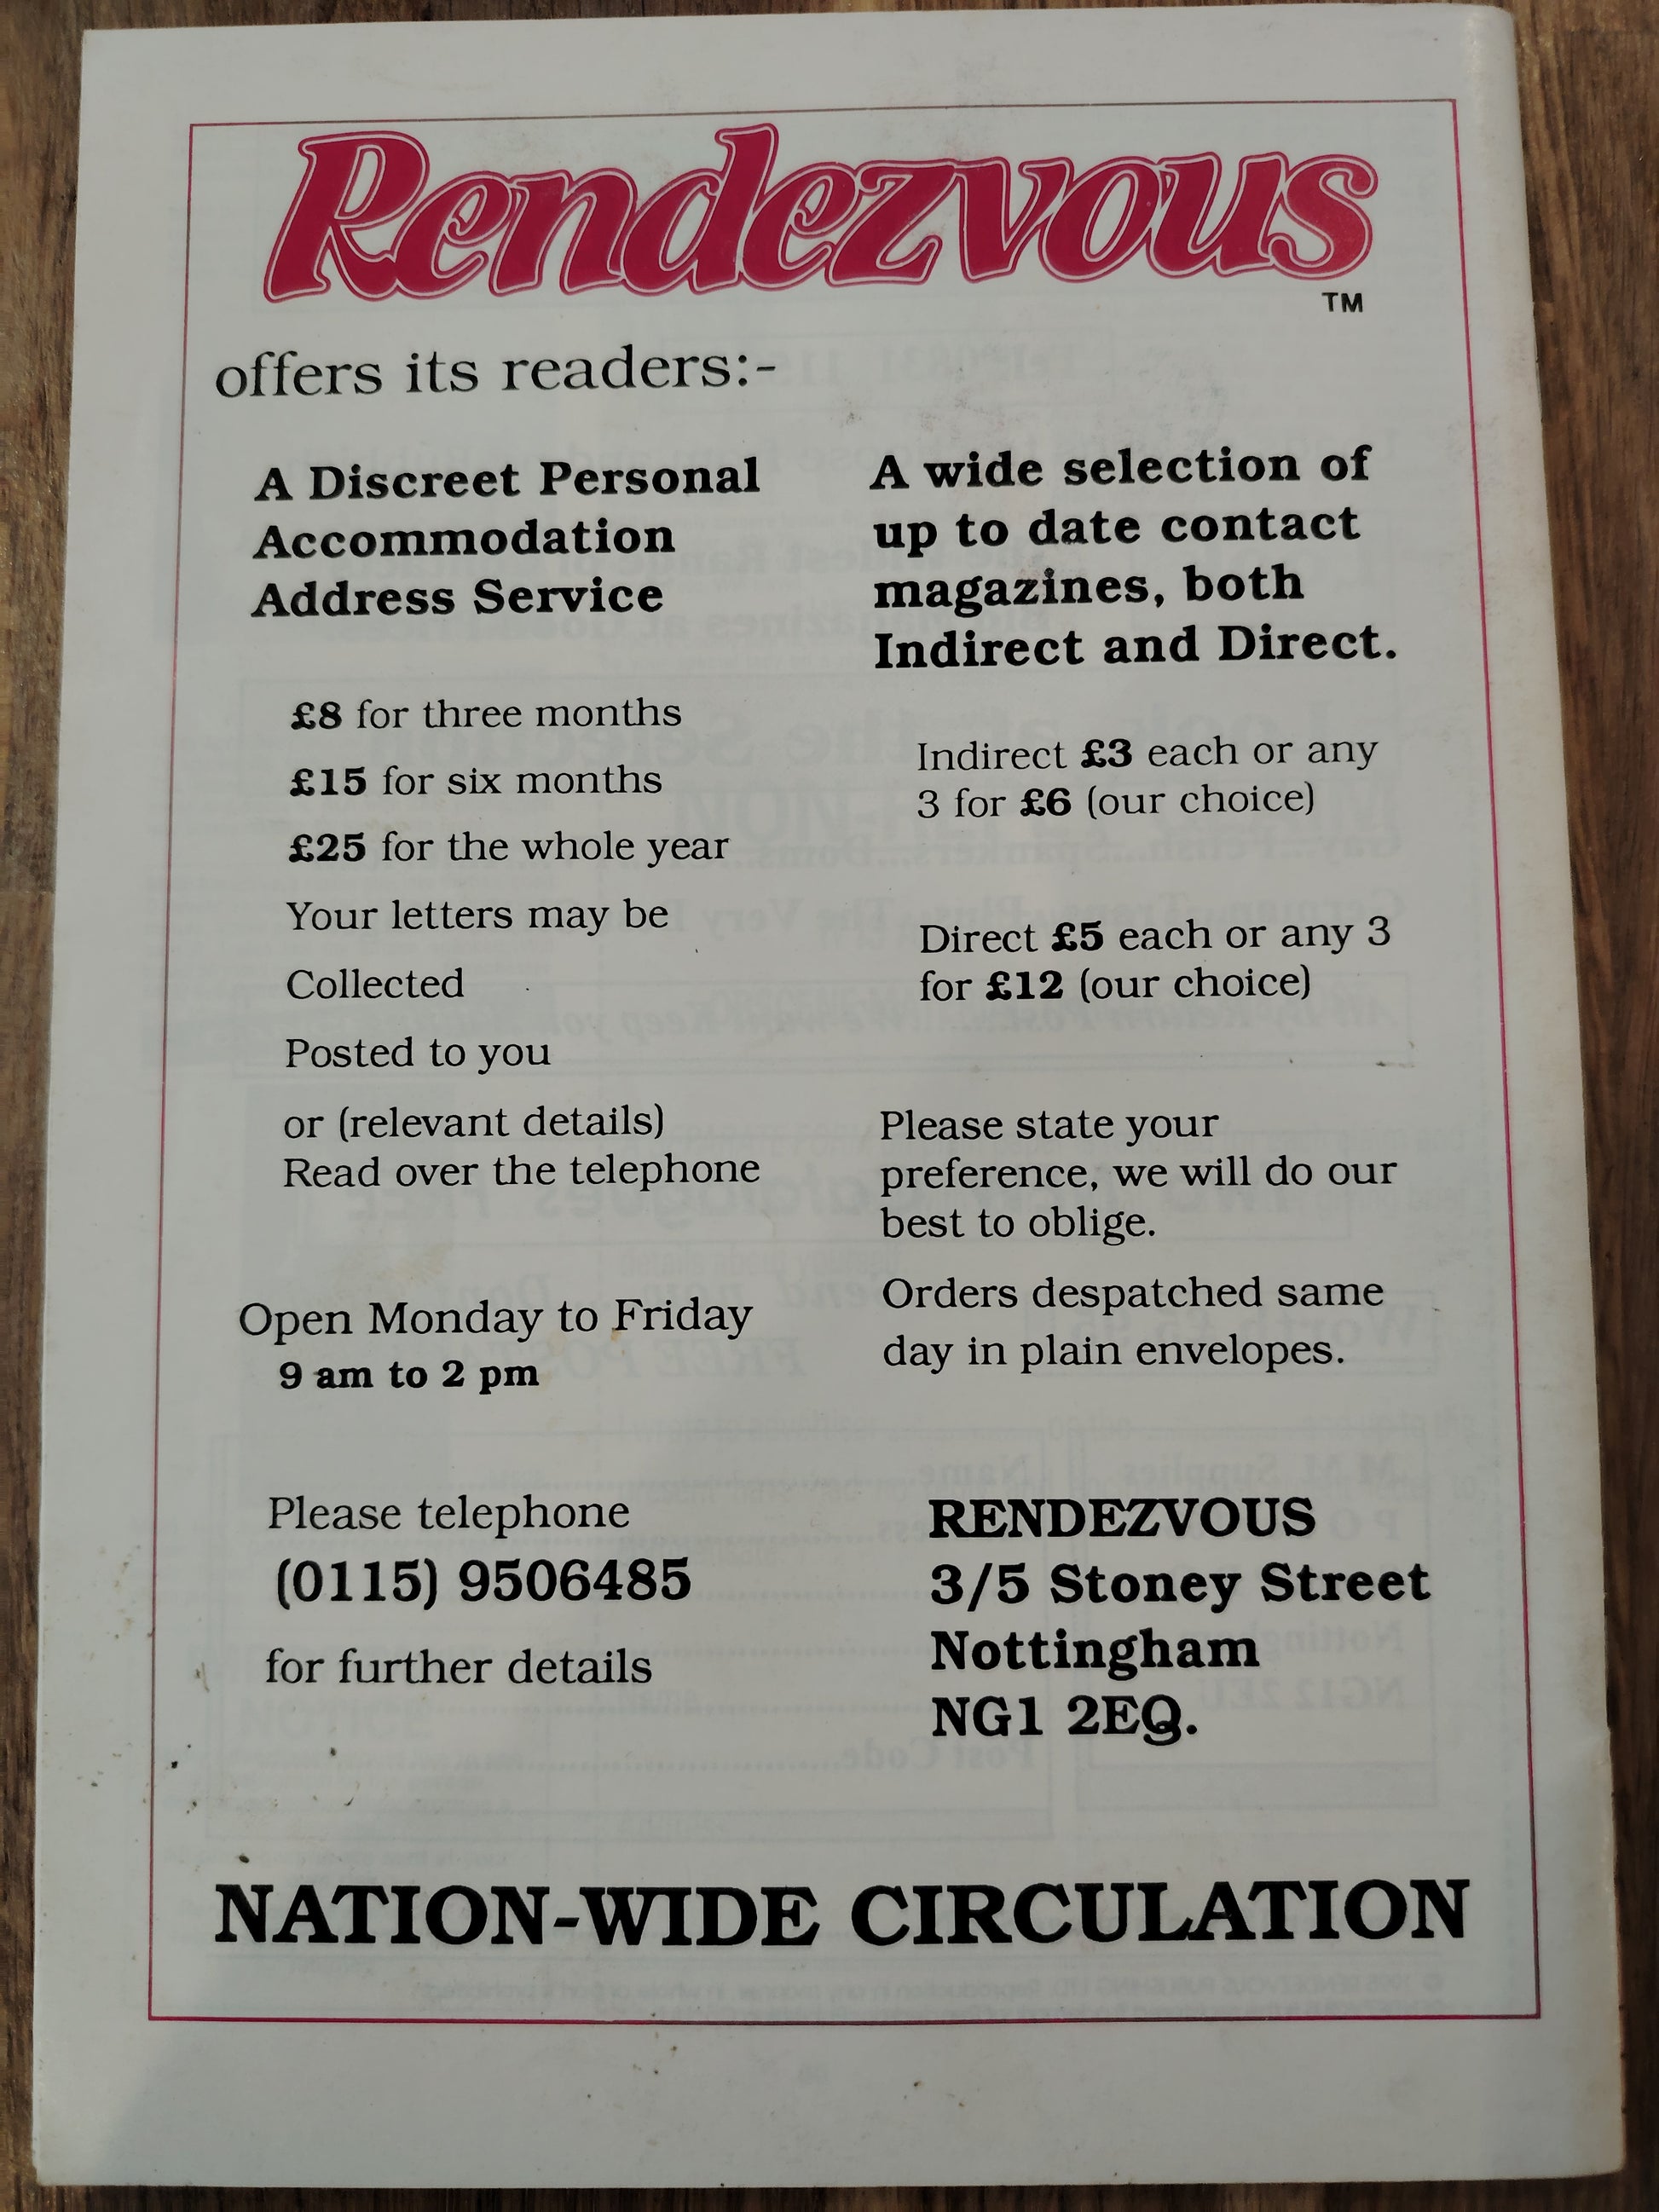 Rendezvous
TM
offers its readers:-
A Discreet Personal
Accommodation
Address Service
£8 for three months
£15 for six months
£25 for the whole year
Your letters may be
Collected
Posted to you
or (relevant details)
Read over the telephone
Open Monday to Friday
9 am to 2 pm
A wide selection of
up to date contact
magazines, both
Indirect and Direct.
Indirect £3 each or any
3 for £6 (our choice)
Direct £5 each or any 3
for £12 (our choice)
Please state your
preference, we will do our
best to oblige.
Orders despatched same
day in plain envelopes.
Please telephone
(0115) 9506485
for further details
RENDEZVOUS
3/5 Stoney Street
Nottingham
NG1 2EQ.
NATION-WIDE CIRCULATION